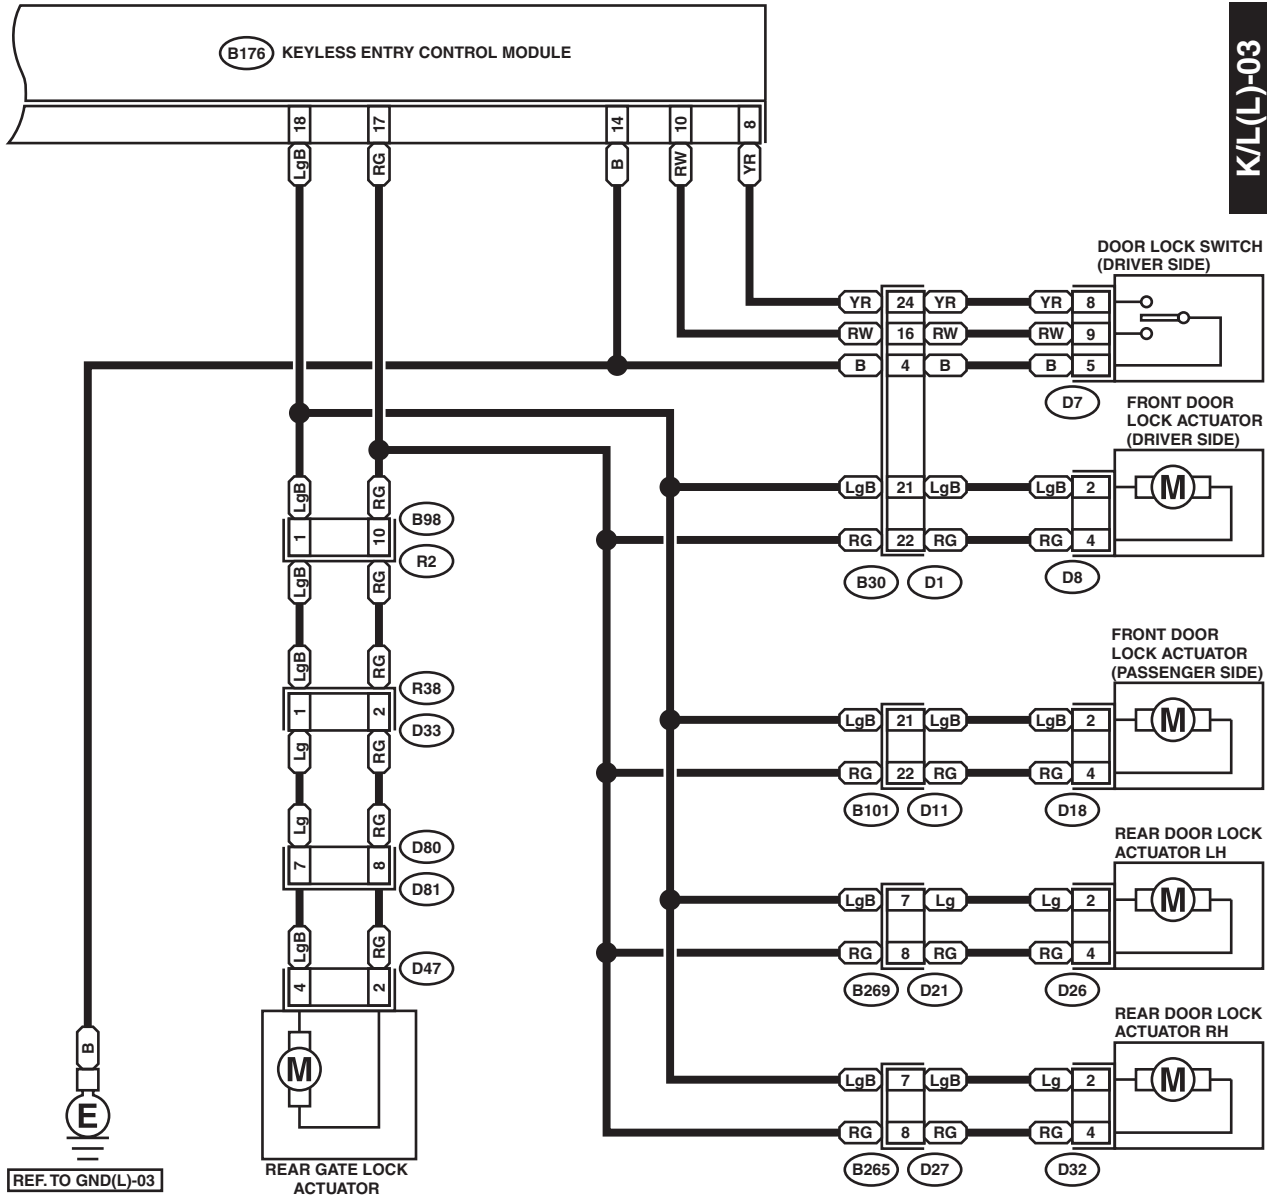 B176 KEYLESS ENTRY CONTROL MODULE
K/L(L)-03
18 17 14 10 8
LgB RG B RW YR
DOOR LOCK SWITCH
(DRIVER SIDE)
YR 24 YR YR 8
RW 16 RW RW 9
B 4 B B 5
D7
FRONT DOOR
LOCK ACTUATOR
(DRIVER SIDE)
LgB 21 LgB LgB 2 M
RG 22 RG RG 4
B30 D1 D8
LgB RG
1 10
B98
R2
LgB RG
FRONT DOOR
LOCK ACTUATOR
(PASSENGER SIDE)
LgB 21 LgB LgB 2 M
RG 22 RG RG 4
B101 D11 D18
LgB RG
1 2
R38
D33
Lg RG
REAR DOOR LOCK
ACTUATOR LH
LgB 7 Lg Lg 2 M
RG 8 RG RG 4
B269 D21 D26
Lg RG
7 8
D80
D81
LgB RG
4 2
D47
REAR DOOR LOCK
ACTUATOR RH
LgB 7 LgB Lg 2 M
RG 8 RG RG 4
B265 D27 D32
B
E
REF. TO GND(L)-03
M
REAR GATE LOCK
ACTUATOR